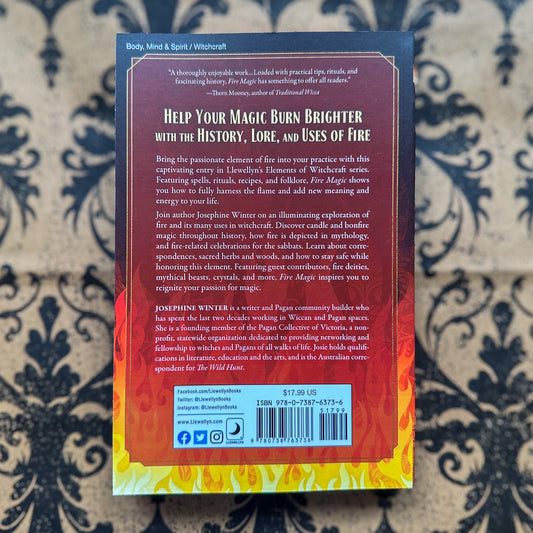 Body, Mind & Spirit / Witchcraft
"A thoroughly enjoyable work...Loaded with practical tips, rituals, and
fascinating history, Fire Magic has something to offer all readers."
—Thorn Mooney, author of Traditional Wicca
HELP YOUR MAGIC BURN BRIGHTER
WITH THE HISTORY, LORE, AND USES OF FIRE
Bring the passionate element of fire into your practice with this
captivating entry in Llewellyn's Elements of Witchcraft series.
Featuring spells, rituals, recipes, and folklore, Fire Magic shows
you how to fully harness the flame and add new meaning and
energy to your life.
Join author Josephine Winter on an illuminating exploration of
fire and its many uses in witchcraft. Discover candle and bonfire
magic throughout history, how fire is depicted in mythology,
and fire-related celebrations for the sabbats. Learn about corre-
spondences, sacred herbs and woods, and how to stay safe while
honoring this element. Featuring guest contributors, fire deities,
mythical beasts, crystals, and more, Fire Magic inspires you to
reignite your passion for magic.
JOSEPHINE WINTER is a writer and Pagan community builder who
has spent the last two decades working in Wiccan and Pagan spaces.
She is a founding member of the Pagan Collective of Victoria, a non-
profit, statewide organization dedicated to providing networking and
fellowship to witches and Pagans of all walks of life. Josie holds qualifi-
cations in literature, education and the arts, and is the Australian corre-
spondent for The Wild Hunt.
Facebook.com/LlewellynBooks
Twitter: @LlewellynBooks
Instagram: @LlewellynBooks
www.Llewellyn.com
LLEWELLYN
$17.99 US
ISBN 978-0-7387-6373-6
51799
9 780738 763736